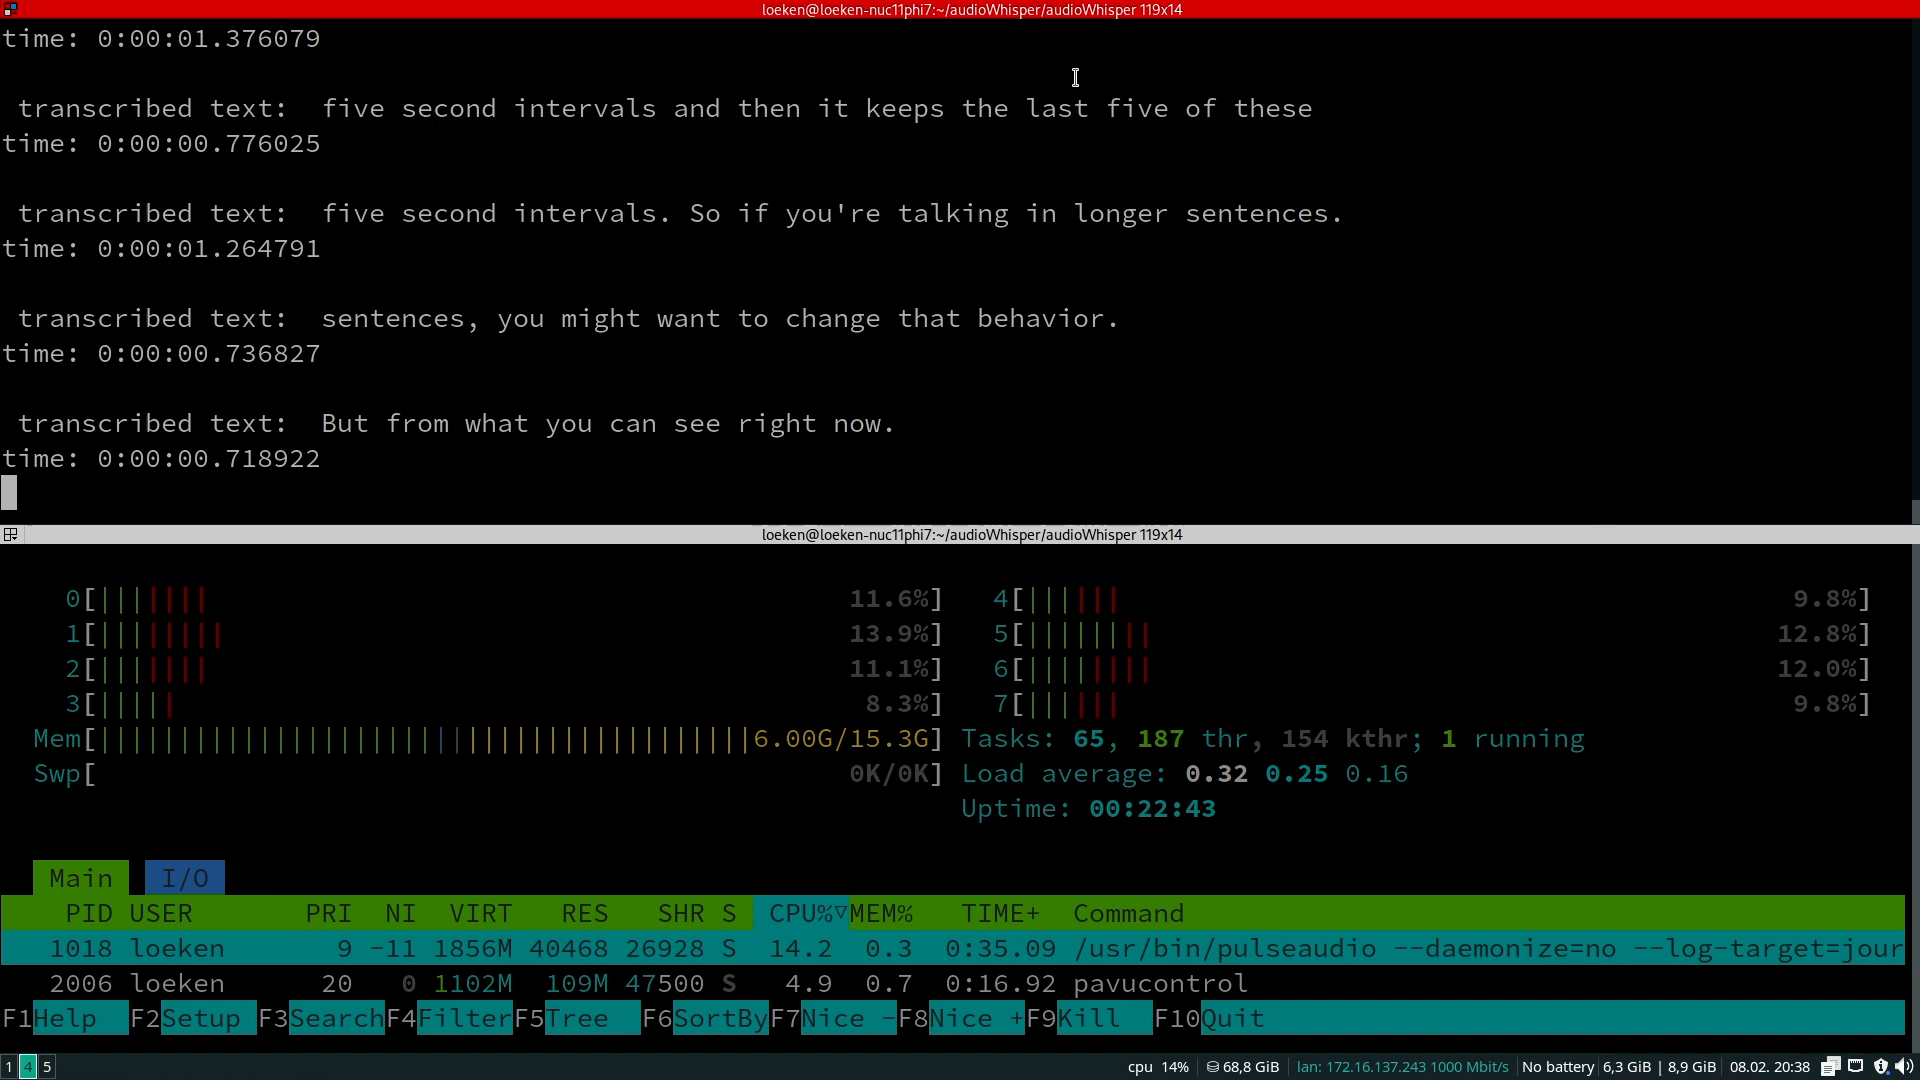 loeken@loeken-nuc11phi7:~/audioWhisper/audioWhisper 119x14
time: 0:00:01.376079
transcribed text:  five second intervals and then it keeps the last five of these
time: 0:00:00.776025
transcribed text:  five second intervals. So if you're talking in longer sentences.
time: 0:00:01.264791
transcribed text:  sentences, you might want to change that behavior.
time: 0:00:00.736827
transcribed text:  But from what you can see right now.
time: 0:00:00.718922
loeken@loeken-nuc11phi7:~/audioWhisper/audioWhisper 119x14
0[||||||| 11.6%] 4[|||||| 9.8%]
1[|||||||| 13.9%] 5[|||||||| 12.8%]
2[||||||| 11.1%] 6[|||||||| 12.0%]
3[||||| 8.3%] 7[|||||| 9.8%]
Mem[|||||||||||||||||||||||||||||||||||||||||6.00G/15.3G] Tasks: 65, 187 thr, 154 kthr; 1 running
Swp[ 0K/0K] Load average: 0.32 0.25 0.16
Uptime: 00:22:43
Main I/O
PID USER PRI NI VIRT RES SHR S CPU%▽MEM% TIME+ Command
1018 loeken 9 -11 1856M 40468 26928 S 14.2 0.3 0:35.09 /usr/bin/pulseaudio --daemonize=no --log-target=jour
2006 loeken 20 0 1102M 109M 47500 S 4.9 0.7 0:16.92 pavucontrol
F1Help F2Setup F3SearchF4FilterF5Tree F6SortByF7Nice -F8Nice +F9Kill F10Quit
1 4 5 cpu 14% 68,8 GiB lan: 172.16.137.243 1000 Mbit/s No battery 6,3 GiB | 8,9 GiB 08.02. 20:38